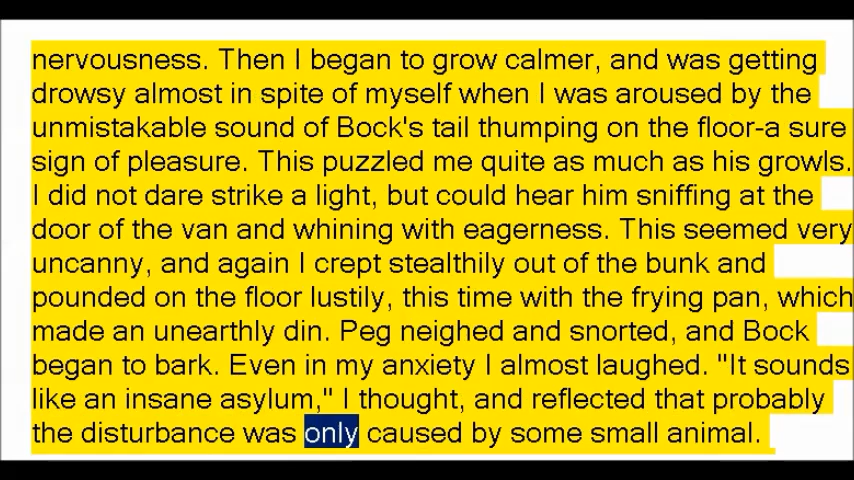 nervousness. Then I began to grow calmer, and was getting
drowsy almost in spite of myself when I was aroused by the
unmistakable sound of Bock's tail thumping on the floor-a sure
sign of pleasure. This puzzled me quite as much as his growls.
I did not dare strike a light, but could hear him sniffing at the
door of the van and whining with eagerness. This seemed very
uncanny, and again I crept stealthily out of the bunk and
pounded on the floor lustily, this time with the frying pan, which
made an unearthly din. Peg neighed and snorted, and Bock
began to bark. Even in my anxiety I almost laughed. "It sounds
like an insane asylum," I thought, and reflected that probably
the disturbance was only caused by some small animal.